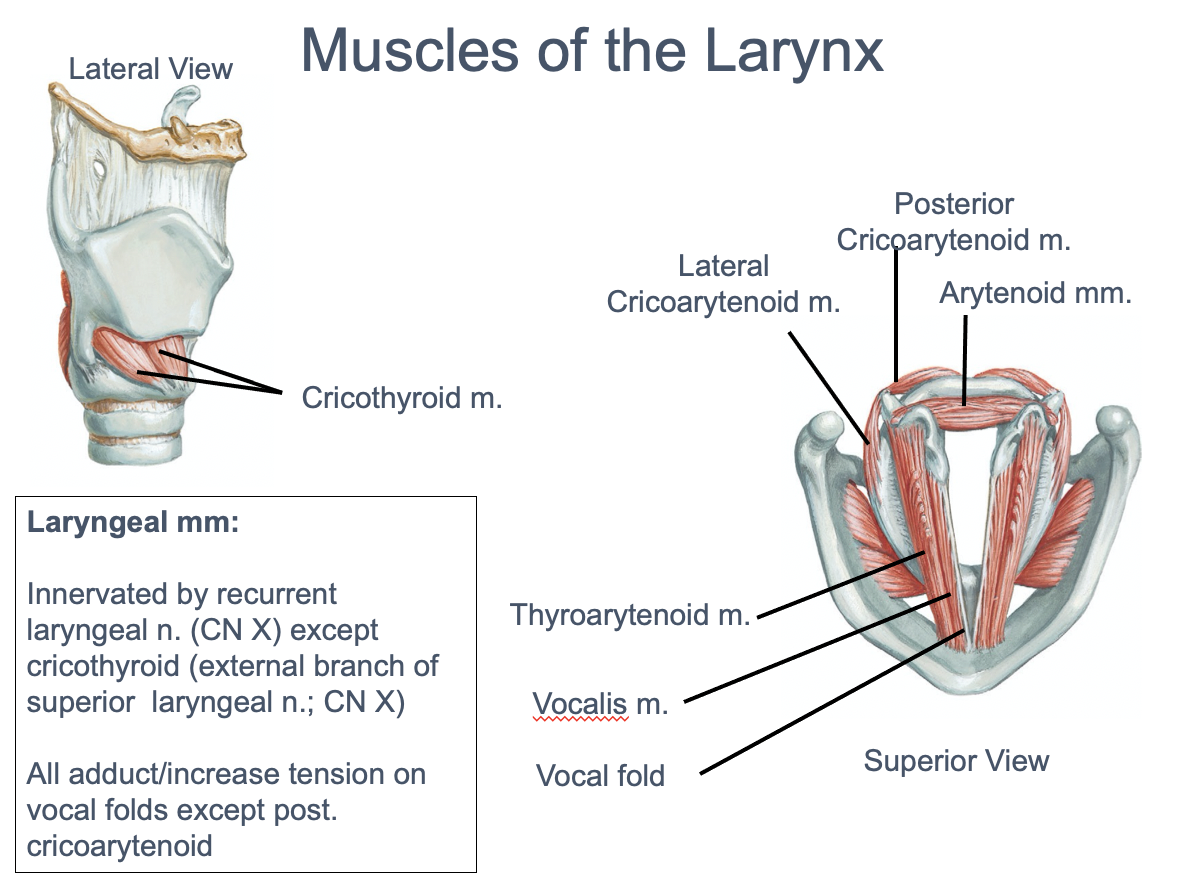 Muscles of the Larynx
Lateral View
Posterior
Cricoarytenoid m.
Lateral
Cricoarytenoid m.
Arytenoid mm.
Cricothyroid m.
Laryngeal mm:
Innervated by recurrent
laryngeal n. (CN X) except
cricothyroid (external branch of
superior  laryngeal n.; CN X)
All adduct/increase tension on
vocal folds except post.
cricoarytenoid
Thyroarytenoid m.
Vocalis m.
Vocal fold
Superior View